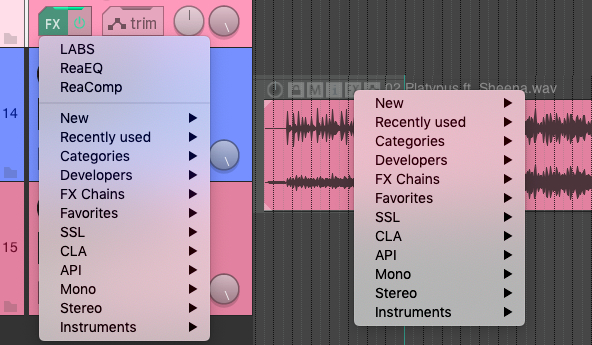 FX
trim
LABS
ReaEQ
ReaComp
New
Recently used
Categories
Developers
FX Chains
Favorites
SSL
CLA
API
Mono
Stereo
Instruments
14
15
M i
02 Platypus ft. Sheena.wav
New
Recently used
Categories
Developers
FX Chains
Favorites
SSL
CLA
API
Mono
Stereo
Instruments